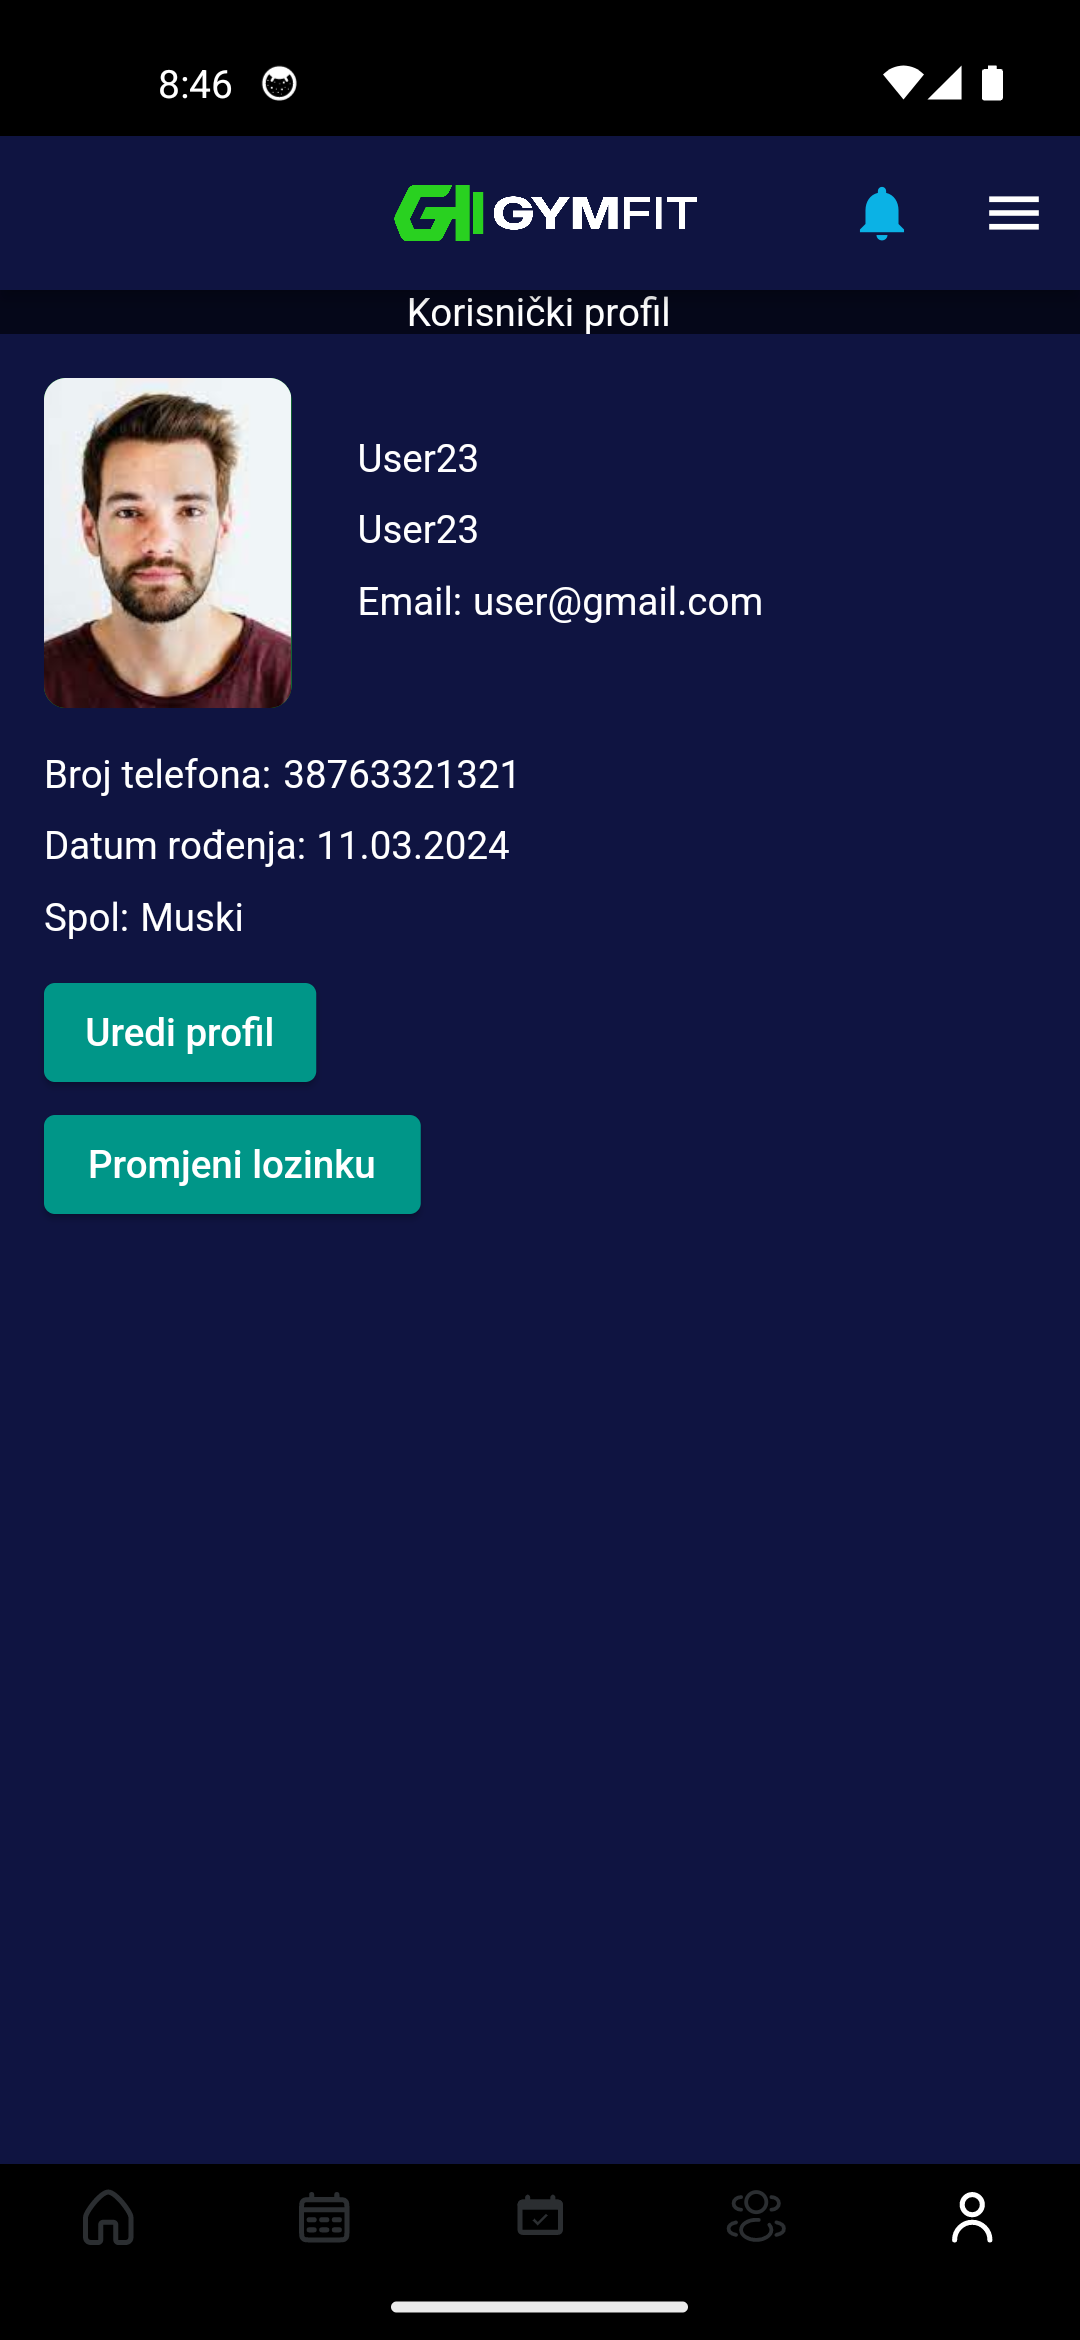 8:46
GYMFIT
Korisnički profil
User23
User23
Email: user@gmail.com
Broj telefona: 38763321321
Datum rođenja: 11.03.2024
Spol: Muski
Uredi profil
Promjeni lozinku